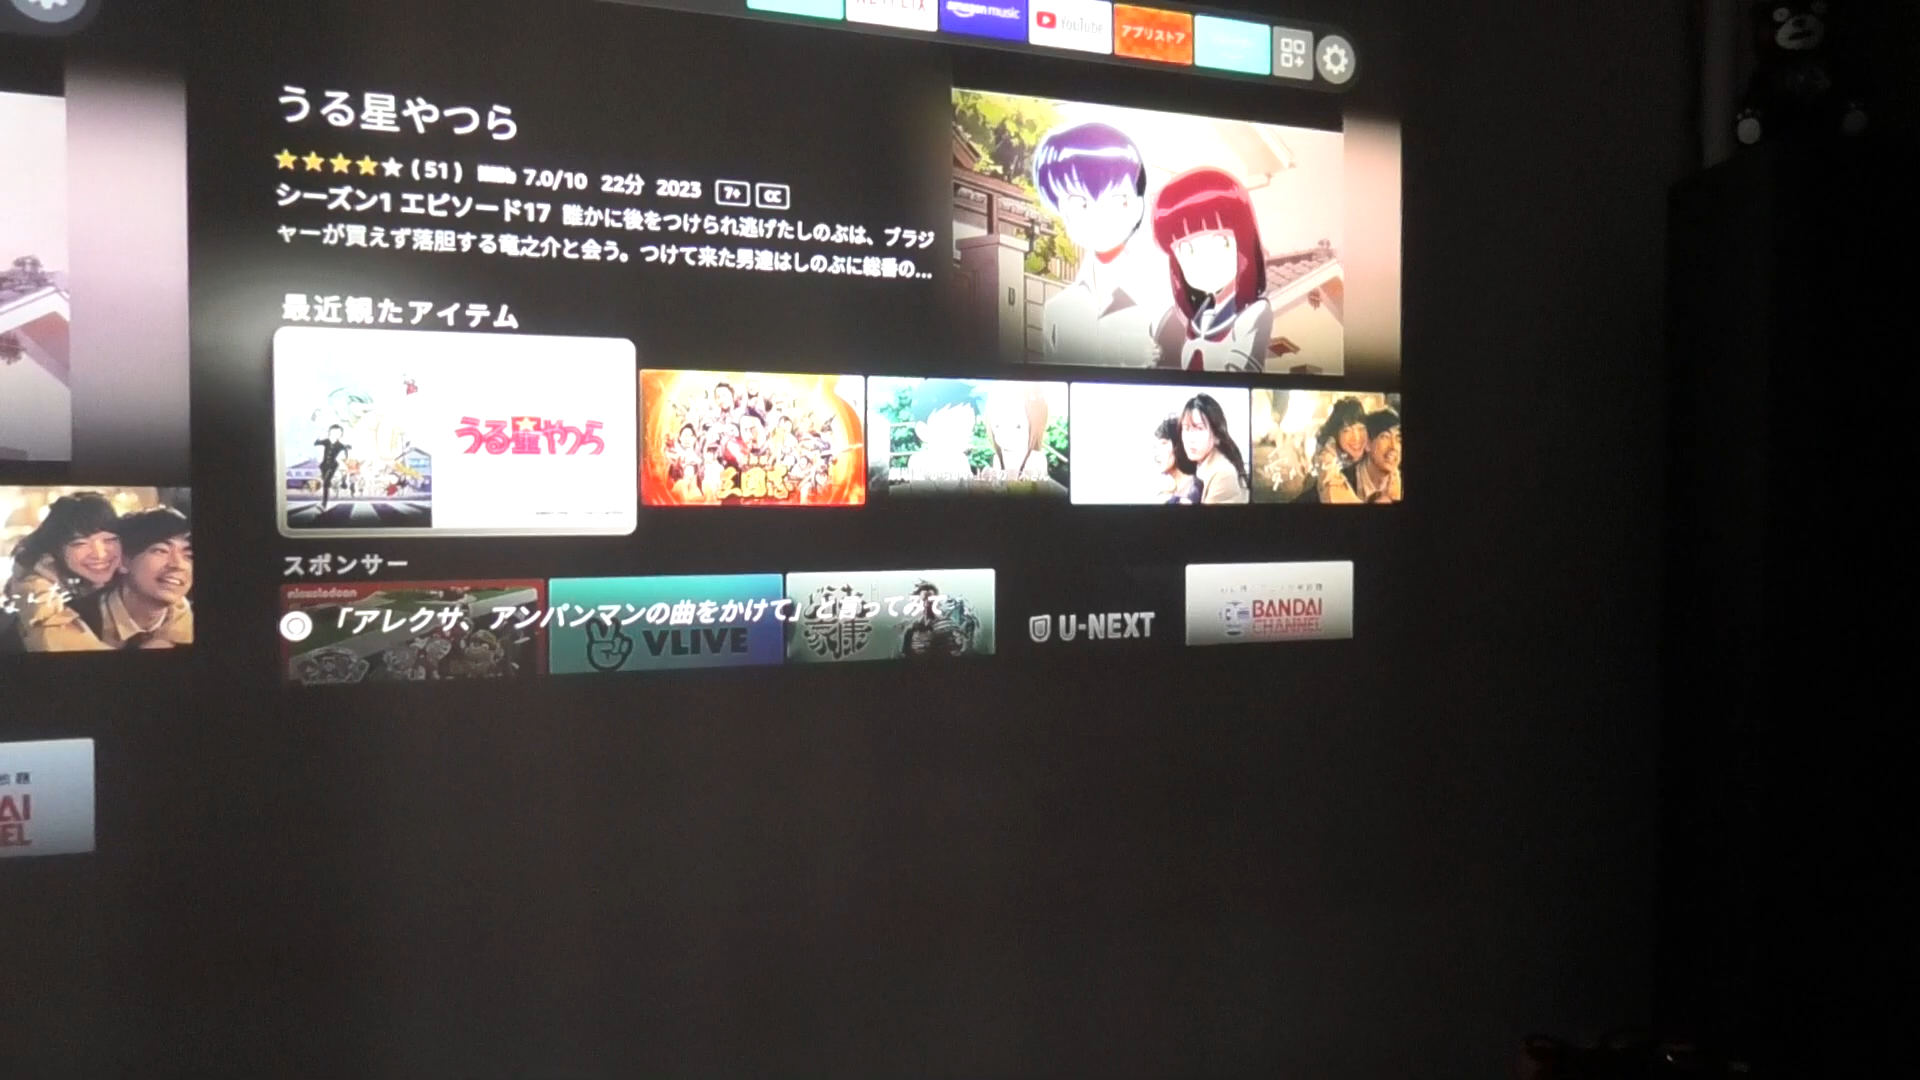 NETFLIX
amazon music
YouTube
アプリストア
うる星やつら
(51) IMDb 7.0/10 22分 2023 7+ CC
シーズン1 エピソード17 誰かに後をつけられ逃げたしのぶは、ブラジ
ャーが買えず落胆する竜之介と会う。つけて来た男達はしのぶに総番の...
最近観たアイテム
うる星やつら
スポンサー
nickelodeon
「アレクサ、アンパンマンの曲をかけて」と言ってみて
VLIVE
U-NEXT
BANDAI
CHANNEL